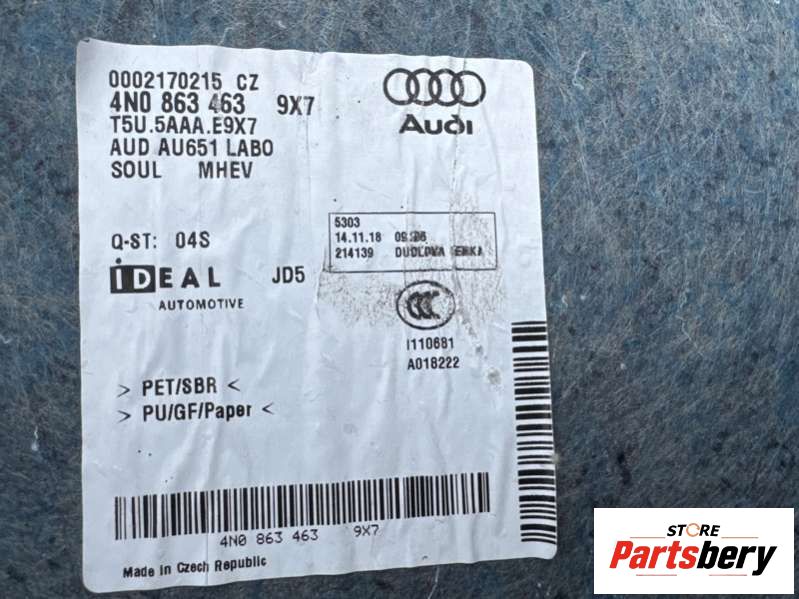 0002170215 CZ
4N0 863 463 9X7
T5U.5AAA.E9X7
AUD AU651 LABO
SOUL MHEV
Audi
Q-ST: 04S
5303
14.11.18
214139
IDEAL JD5
AUTOMOTIVE
CCC
I110681
A018222
> PET/SBR <
> PU/GF/Paper <
4N0 863 463 9X7
Made in Czech Republic
STORE
Partsbery